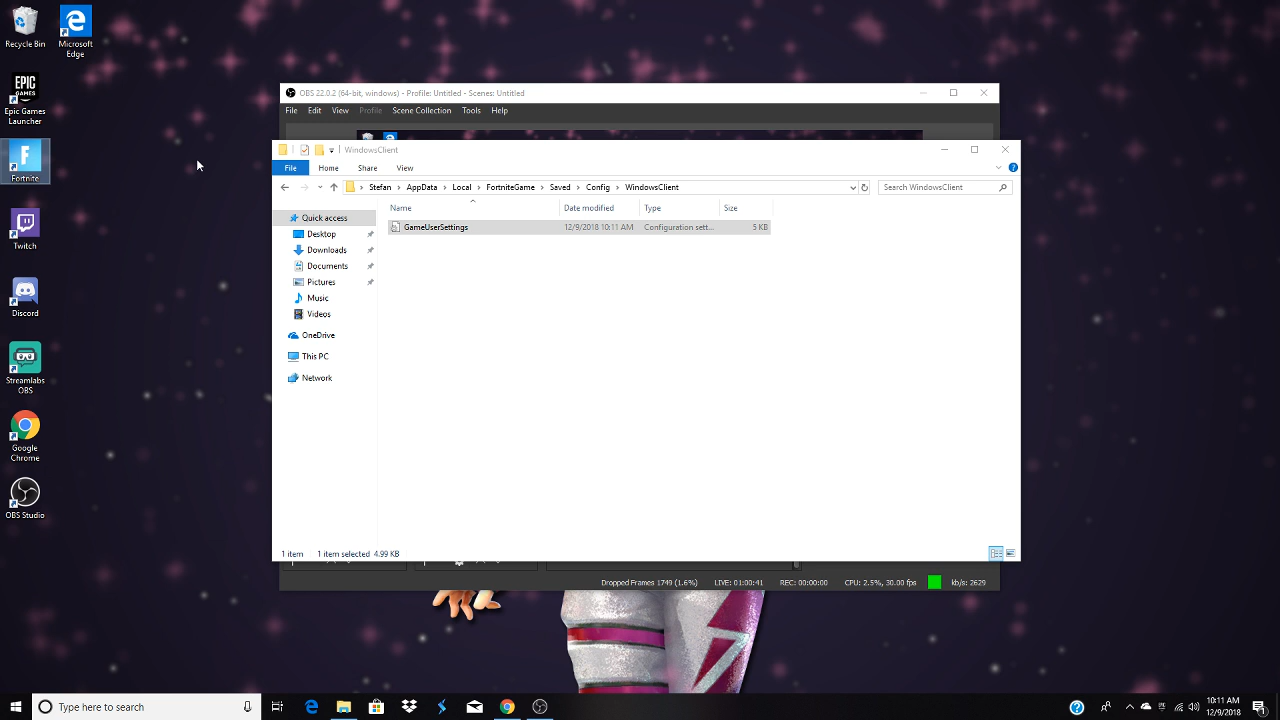 Recycle Bin
Microsoft Edge
EPIC GAMES
Epic Games Launcher
Fortnite
Twitch
Discord
Streamlabs OBS
Google Chrome
OBS Studio
OBS 22.0.2 (64-bit, windows) - Profile: Untitled - Scenes: Untitled
File Edit View Profile Scene Collection Tools Help
WindowsClient
File Home Share View
Stefan > AppData > Local > FortniteGame > Saved > Config > WindowsClient
Search WindowsClient
Name Date modified Type Size
GameUserSettings 12/9/2018 10:11 AM Configuration sett... 5 KB
Quick access
Desktop
Downloads
Documents
Pictures
Music
Videos
OneDrive
This PC
Network
1 item 1 item selected 4.99 KB
Dropped Frames 1749 (1.6%) LIVE: 01:00:41 REC: 00:00:00 CPU: 2.5%, 30.00 fps kb/s: 2629
Type here to search
10:11 AM
12/9/2018